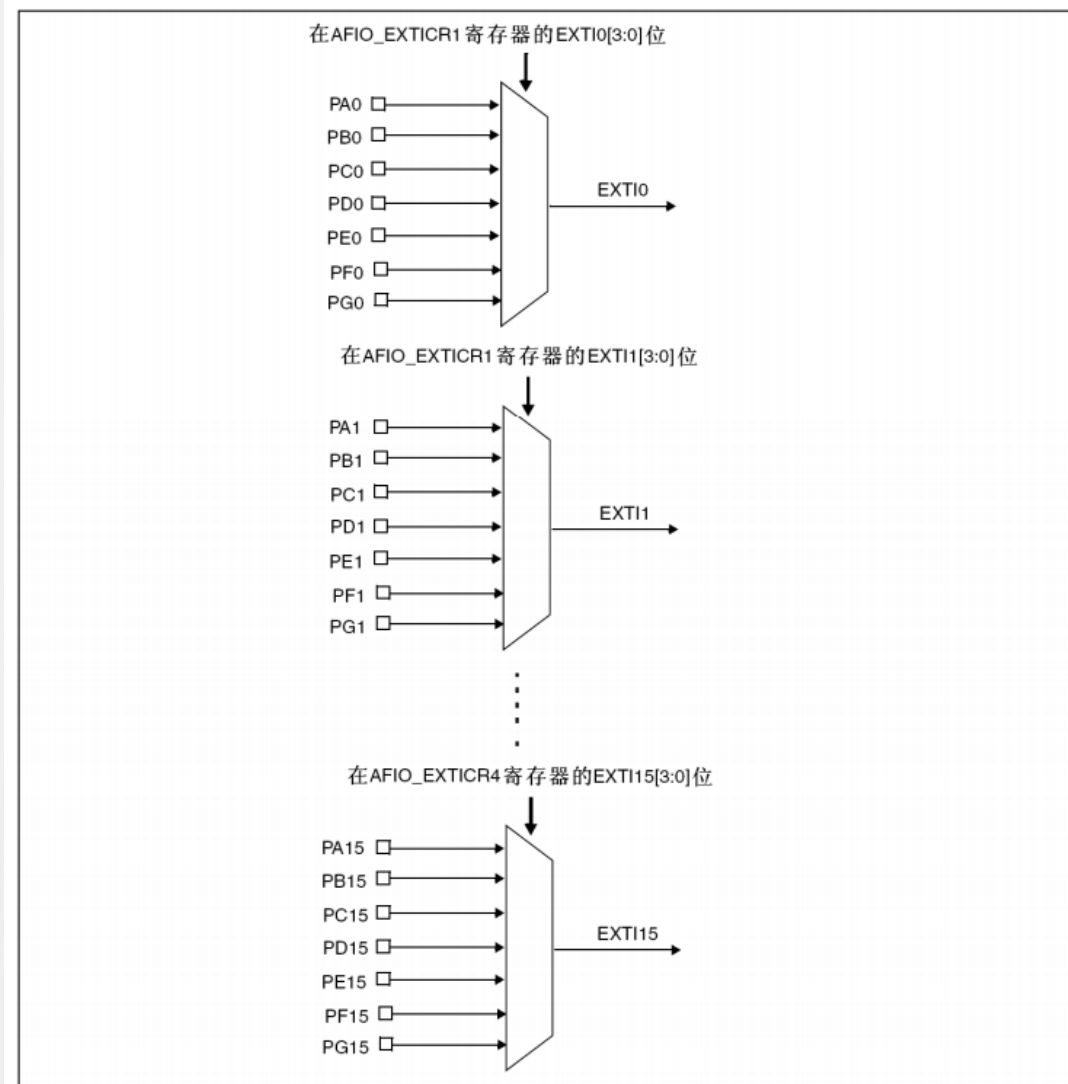 在AFIO_EXTICR1寄存器的EXTI0[3:0]位
PA0
PB0
PC0
PD0
EXTI0
PE0
PF0
PG0
在AFIO_EXTICR1寄存器的EXTI1[3:0]位
PA1
PB1
PC1
PD1
EXTI1
PE1
PF1
PG1
在AFIO_EXTICR4寄存器的EXTI15[3:0]位
PA15
PB15
PC15
PD15
EXTI15
PE15
PF15
PG15